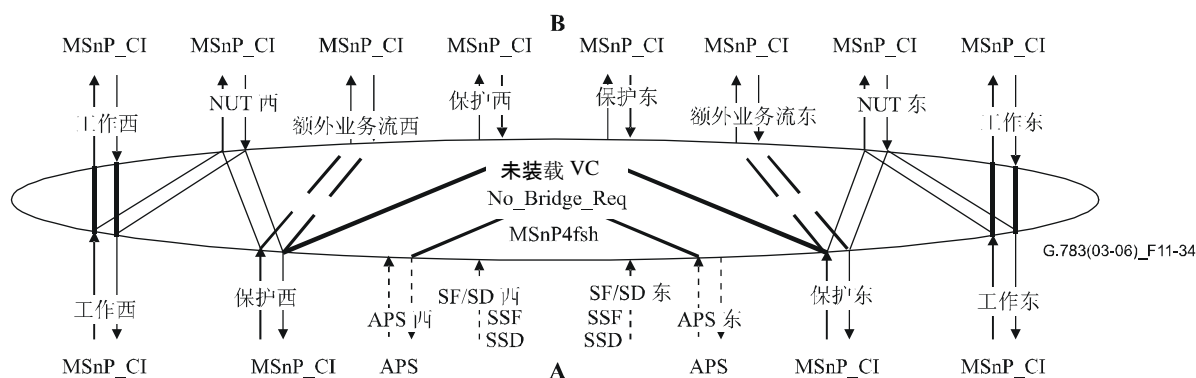 B
MSnP_CI MSnP_CI MSnP_CI MSnP_CI MSnP_CI MSnP_CI MSnP_CI MSnP_CI
工作西 NUT 西 额外业务流西 保护西 保护东 额外业务流东 NUT 东 工作东
未装载 VC
No_Bridge_Req
MSnP4fsh
G.783(03-06)_F11-34
工作西 保护西 APS 西 SF/SD 西 SF/SD 东 APS 东 保护东 工作东
SSF SSF
SSD SSD
MSnP_CI MSnP_CI APS APS MSnP_CI MSnP_CI
A